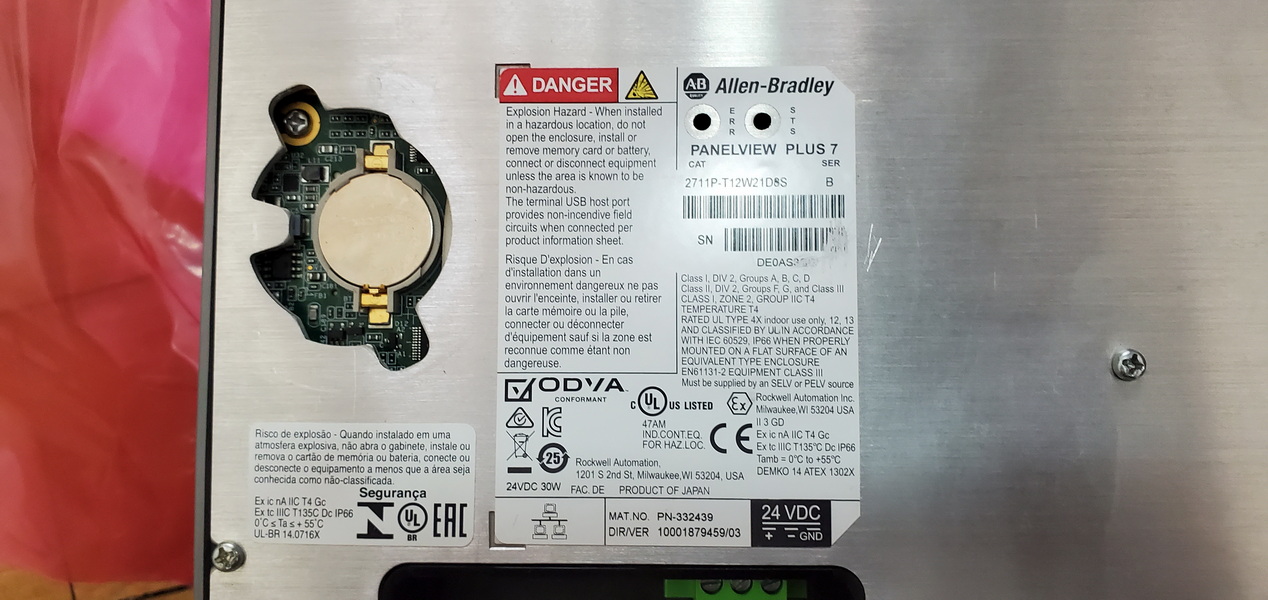 DANGER
Explosion Hazard - When installed
in a hazardous location, do not
open the enclosure, install or
remove memory card or battery,
connect or disconnect equipment
unless the area is known to be
non-hazardous.
The terminal USB host port
provides non-incendive field
circuits when connected per
product information sheet.
Risque D'explosion - En cas
d'installation dans un
environnement dangereux ne pas
ouvrir l'enceinte, installer ou retirer
la carte mémoire ou la pile,
connecter ou déconnecter
d'équipement sauf si la zone est
reconnue comme étant non
dangereuse.
AB
QUALITY
Allen-Bradley
ERR
STS
PANELVIEW PLUS 7
CAT SER
2711P-T12W21D8S B
SN
Class I, DIV 2, Groups A, B, C, D
Class II, DIV 2, Groups F, G, and Class III
CLASS I, ZONE 2, GROUP IIC T4
TEMPERATURE T4
RATED UL TYPE 4X indoor use only, 12, 13
AND CLASSIFIED BY UL IN ACCORDANCE
WITH IEC 60529, IP66 WHEN PROPERLY
MOUNTED ON A FLAT SURFACE OF AN
EQUIVALENT TYPE ENCLOSURE
EN61131-2 EQUIPMENT CLASS III
Must be supplied by an SELV or PELV source
ODVA
CONFORMANT
C UL US LISTED
47AM
IND.CONT.EQ.
FOR HAZ.LOC.
Ex
CE
Rockwell Automation Inc.
Milwaukee, WI 53204 USA
II 3 GD
Ex ic nA IIC T4 Gc
Ex tc IIIC T135°C Dc IP66
Tamb = 0°C to +55°C
DEMKO 14 ATEX 1302X
25
Rockwell Automation,
1201 S 2nd St, Milwaukee, WI 53204, USA
24VDC 30W FAC. DE PRODUCT OF JAPAN
MAT.NO. PN-332439
DIR/VER 10001879459/03
24 VDC
+ − GND
Risco de explosão - Quando instalado em uma
atmosfera explosiva, não abra o gabinete, instale ou
remova o cartão de memória ou bateria, conecte ou
desconecte o equipamento a menos que a área seja
conhecida como não-classificada.
Segurança
Ex ic nA IIC T4 Gc
Ex tc IIIC T135C Dc IP66
0°C ≤ Ta ≤ + 55°C
UL-BR 14.0716X
UL
BR
EAC